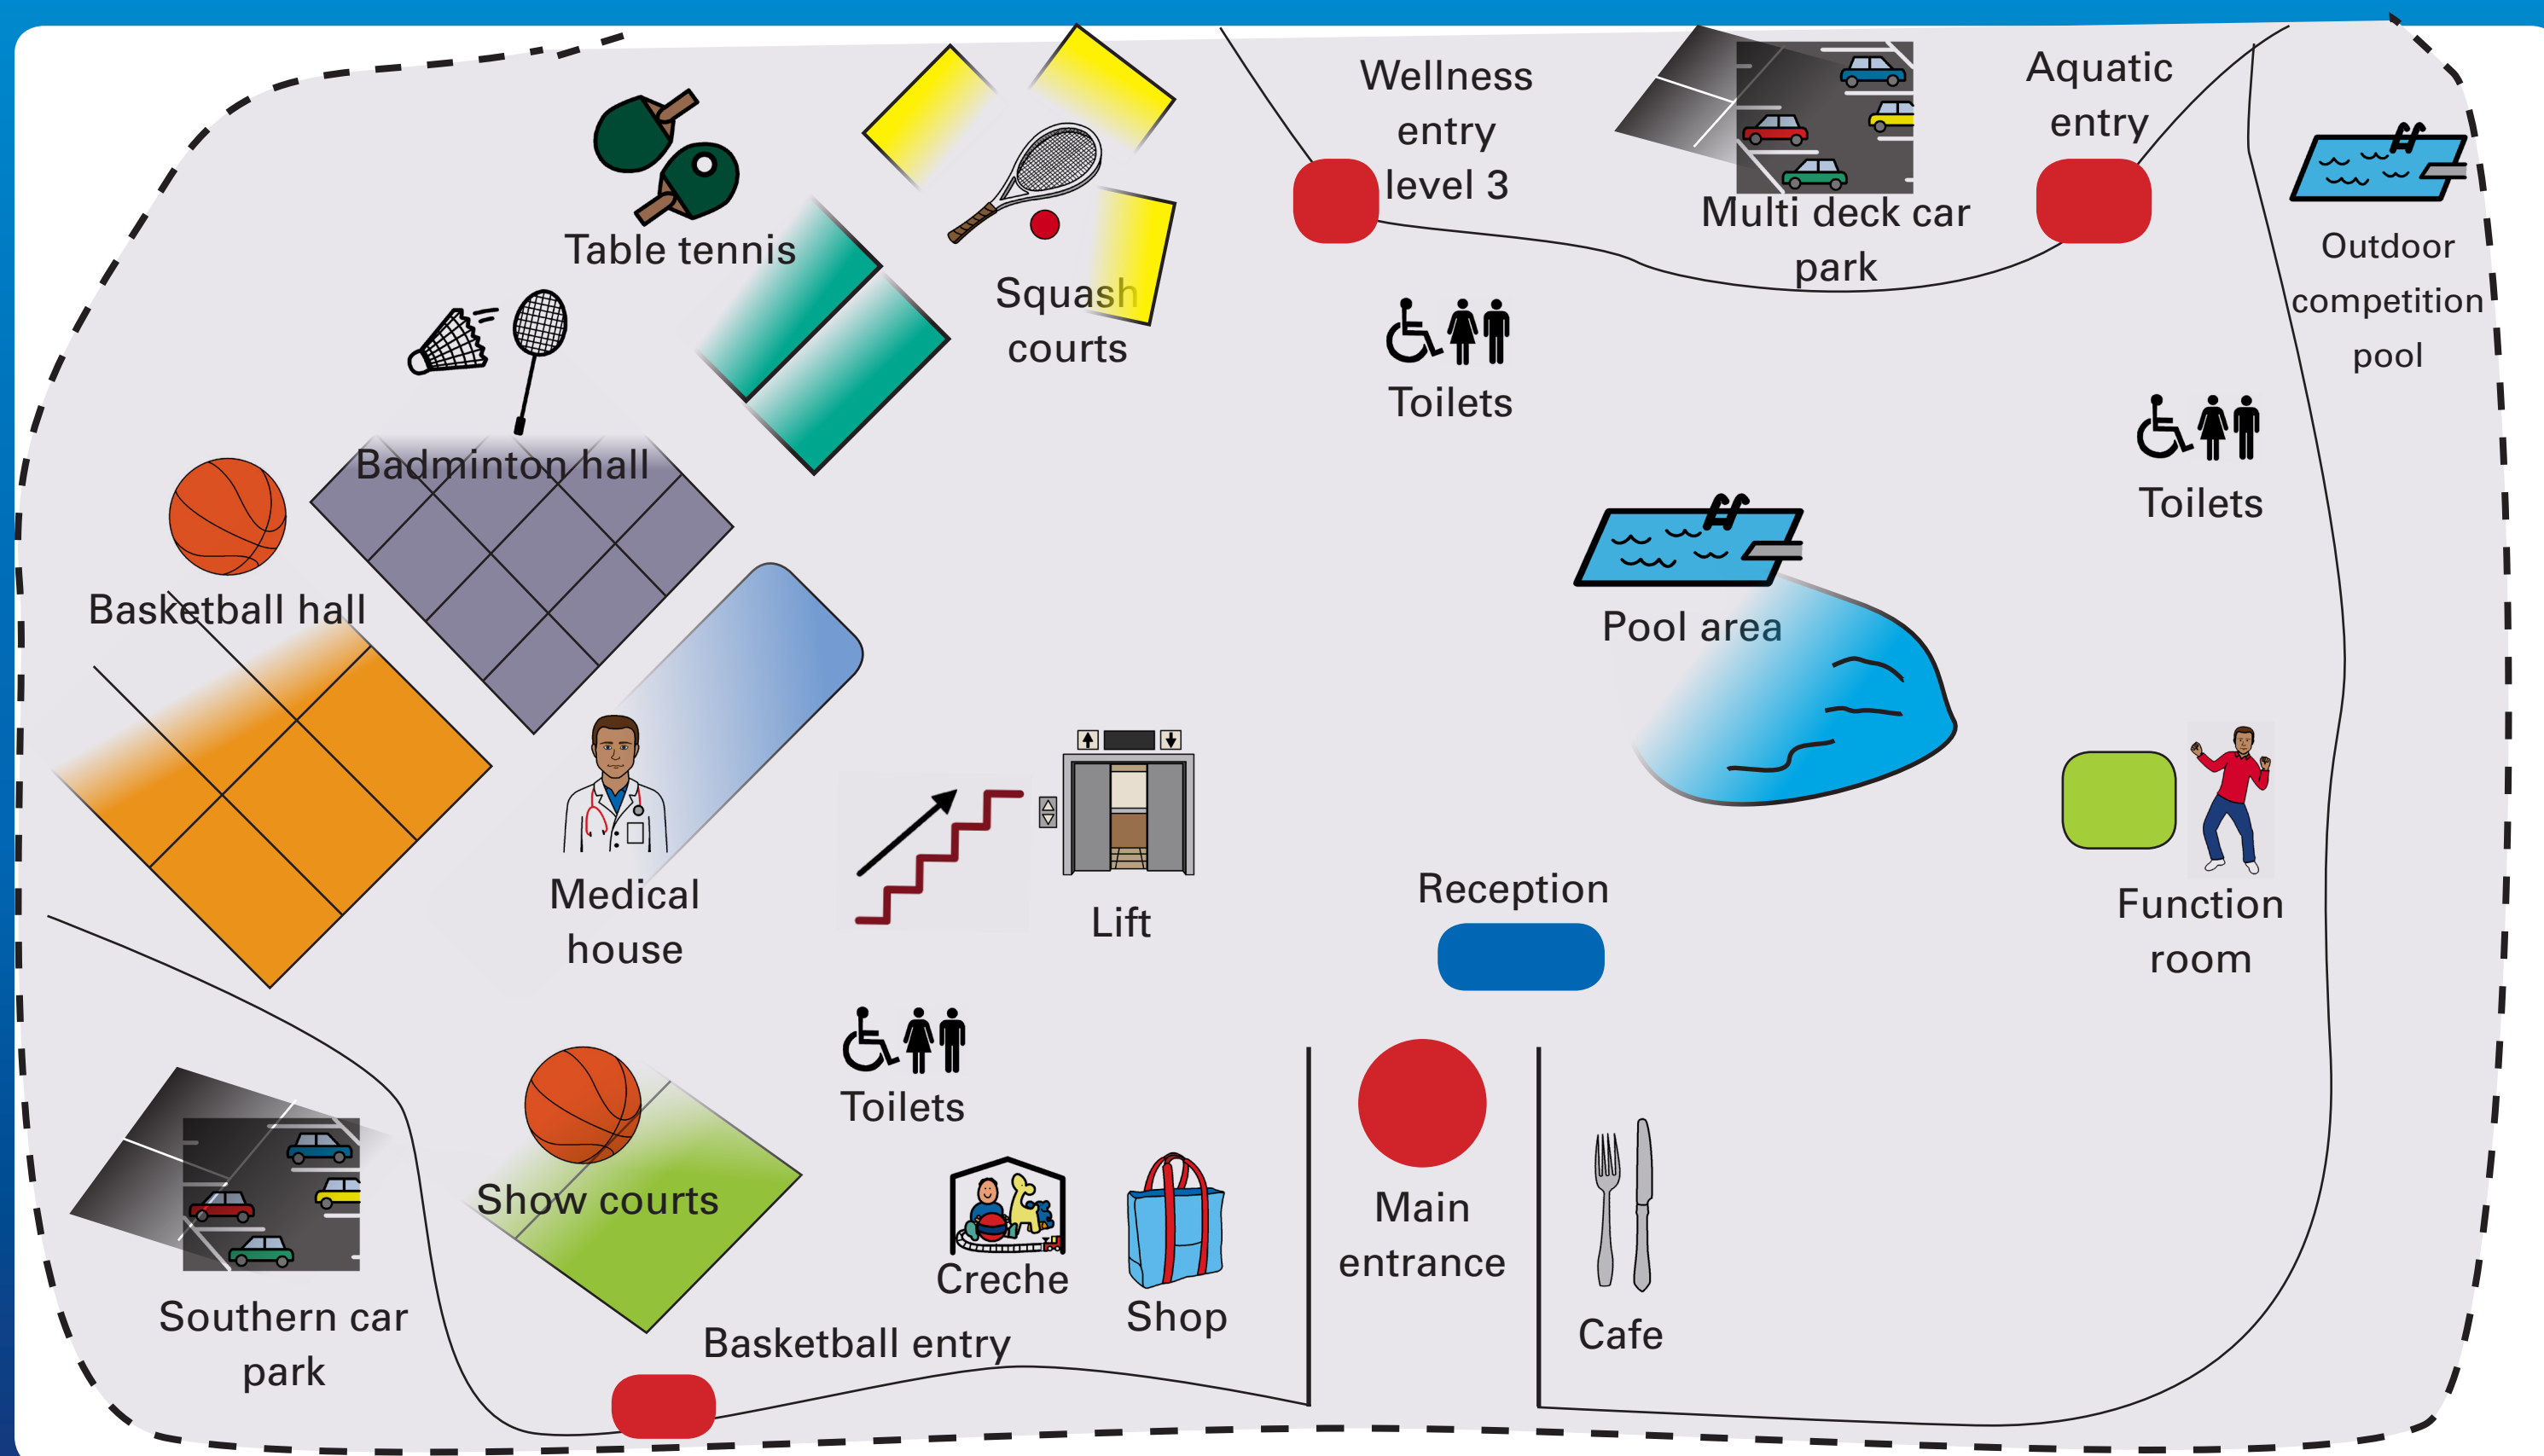 Wellness
entry
level 3
Multi deck car
park
Aquatic
entry
Outdoor
competition
pool
Table tennis
Squash
courts
Toilets
Toilets
Badminton hall
Basketball hall
Pool area
Medical
house
Lift
Reception
Function
room
Toilets
Show courts
Creche
Shop
Main
entrance
Cafe
Southern car
park
Basketball entry